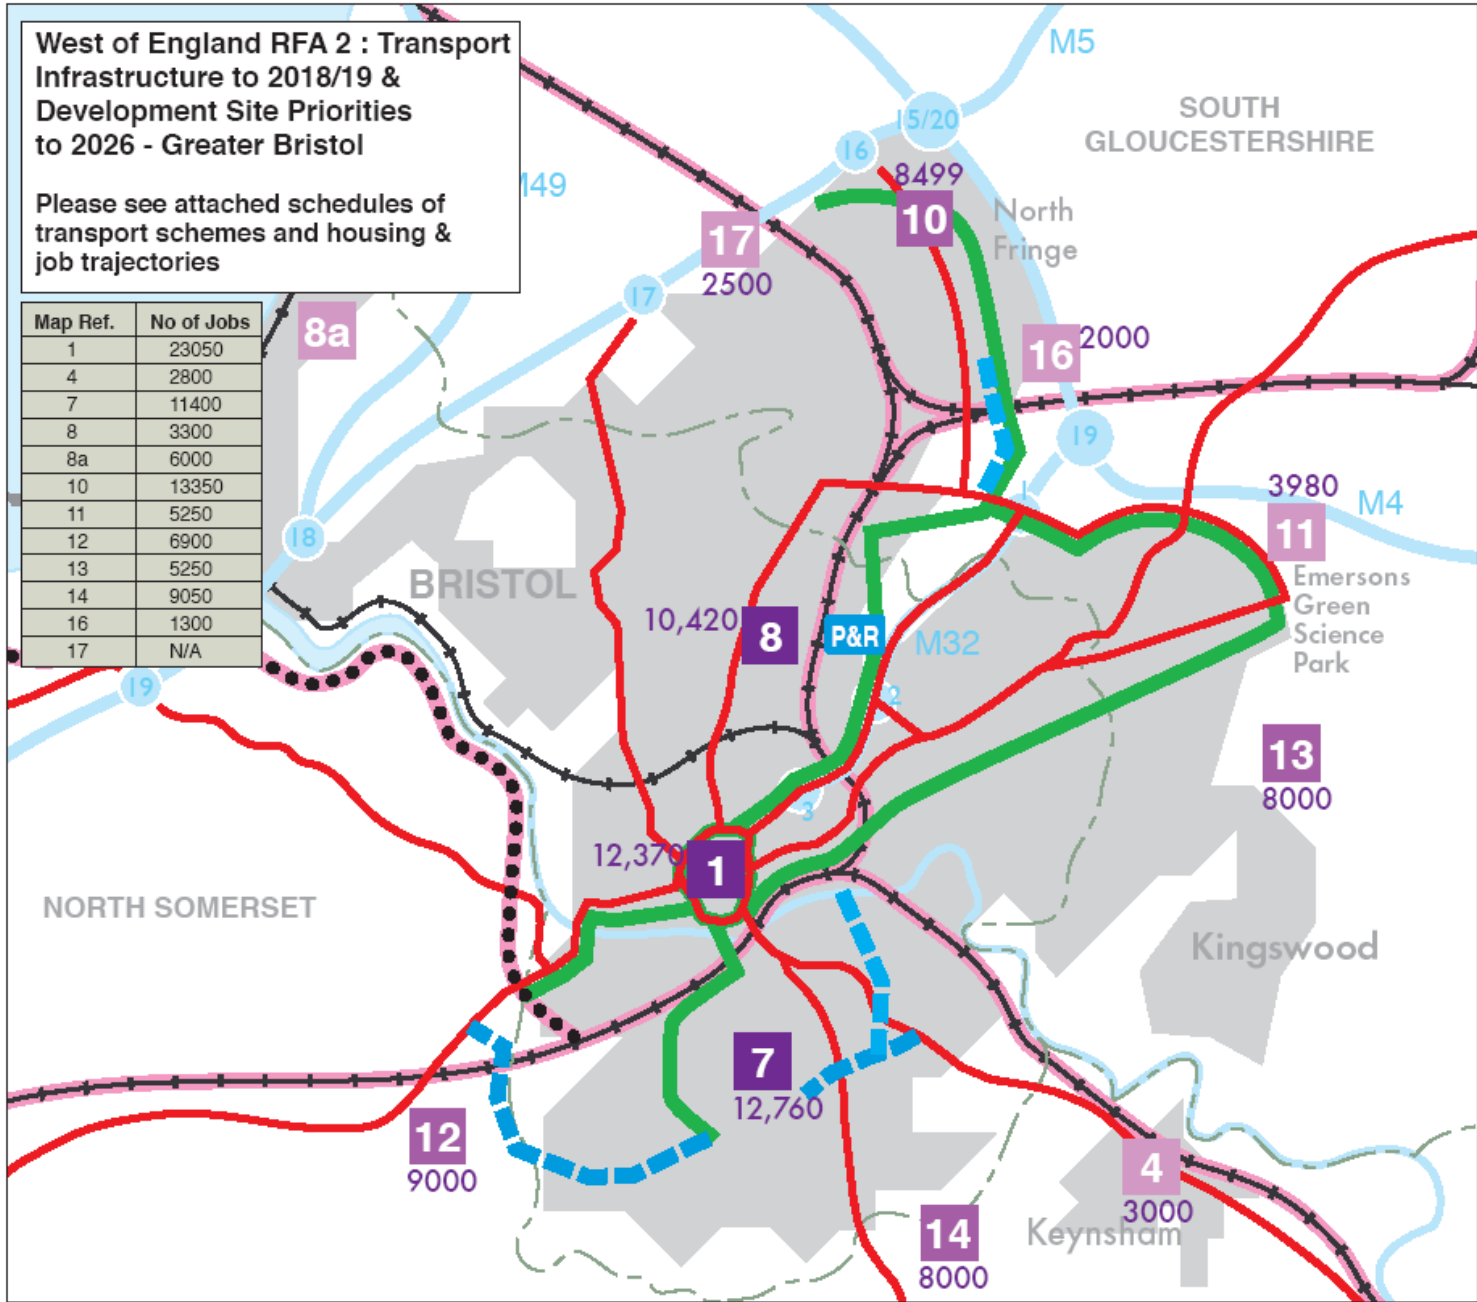 West of England RFA 2 : Transport
Infrastructure to 2018/19 &
Development Site Priorities
to 2026 - Greater Bristol
Please see attached schedules of
transport schemes and housing &
job trajectories
Map Ref. No of Jobs
1 23050
4 2800
7 11400
8 3300
8a 6000
10 13350
11 5250
12 6900
13 5250
14 9050
16 1300
17 N/A
M5
15/20
SOUTH
GLOUCESTERSHIRE
16
8499
M49
10
North
Fringe
17
2500
17
8a
16
2000
19
3980
M4
1
11
18
BRISTOL
Emersons
Green
Science
Park
10,420
8
P&R
M32
19
2
13
8000
3
12,370
1
NORTH SOMERSET
Kingswood
7
12,760
12
9000
4
3000
Keynsham
14
8000